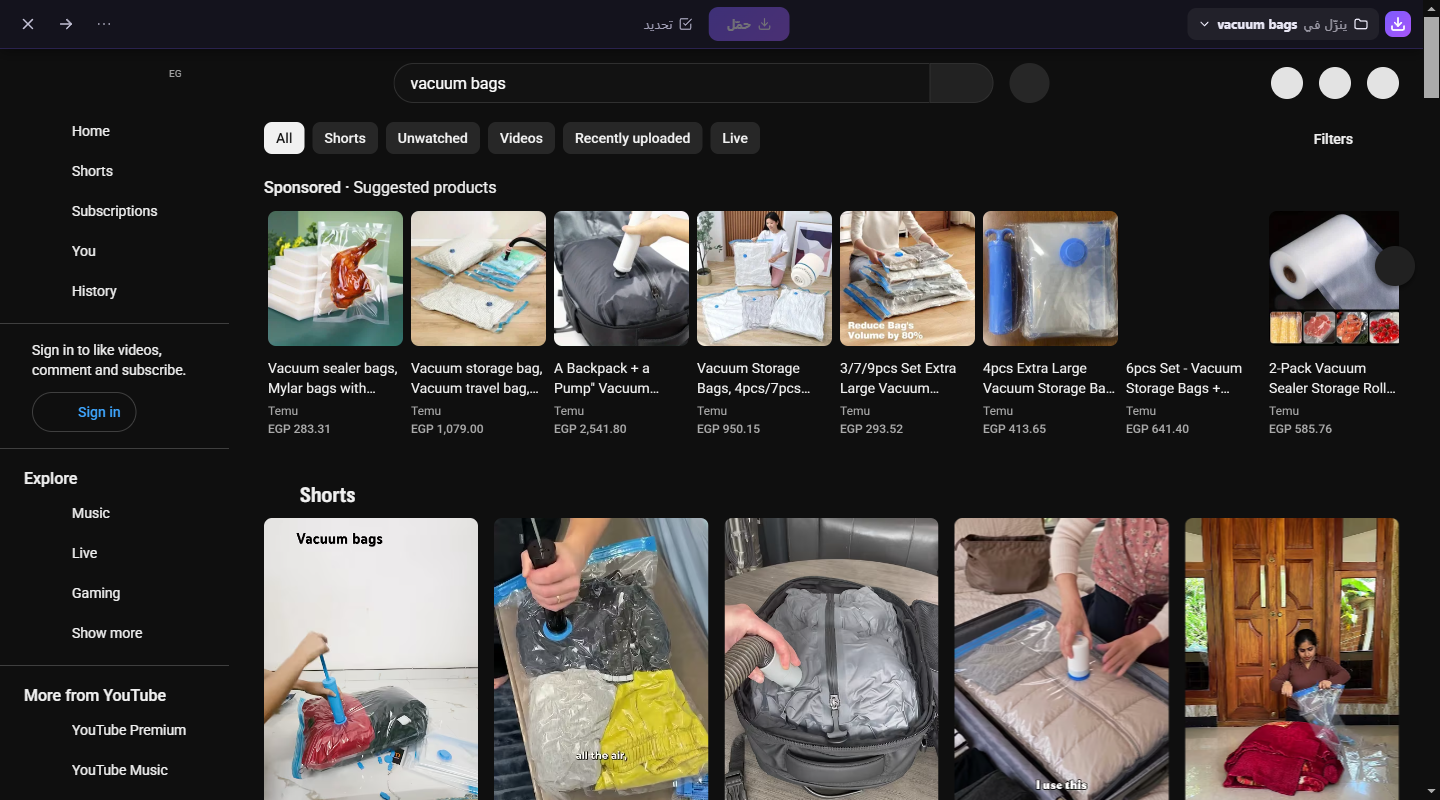 تحديد
حمّل
ينزّل في vacuum bags
EG
vacuum bags
Home
Shorts
Subscriptions
You
History
Sign in to like videos,
comment and subscribe.
Sign in
Explore
Music
Live
Gaming
Show more
More from YouTube
YouTube Premium
YouTube Music
All
Shorts
Unwatched
Videos
Recently uploaded
Live
Filters
Sponsored · Suggested products
Reduce Bag's
Volume by 80%
Vacuum sealer bags,
Mylar bags with...
Temu
EGP 283.31
Vacuum storage bag,
Vacuum travel bag,...
Temu
EGP 1,079.00
A Backpack + a
Pump" Vacuum...
Temu
EGP 2,541.80
Vacuum Storage
Bags, 4pcs/7pcs...
Temu
EGP 950.15
3/7/9pcs Set Extra
Large Vacuum...
Temu
EGP 293.52
4pcs Extra Large
Vacuum Storage Ba...
Temu
EGP 413.65
6pcs Set - Vacuum
Storage Bags +...
Temu
EGP 641.40
2-Pack Vacuum
Sealer Storage Roll...
Temu
EGP 585.76
Shorts
Vacuum bags
all the air,
I use this